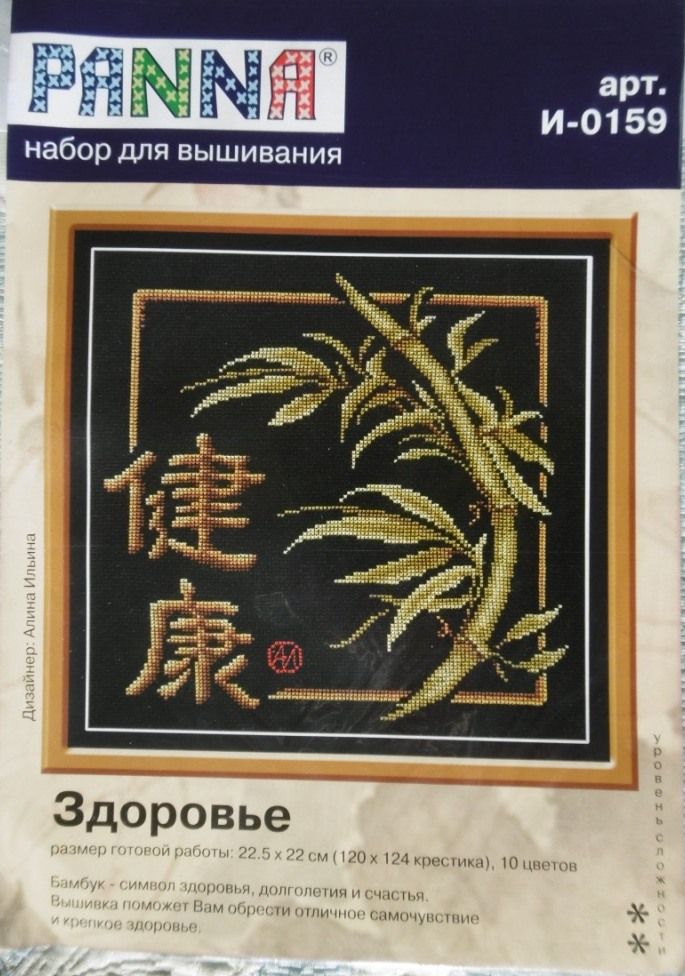 PANNA®
набор для вышивания
арт.
И-0159
健
康
АИ
Дизайнер: Алина Ильина
Здоровье
размер готовой работы: 22.5 х 22 см (120 х 124 крестика), 10 цветов
Бамбук - символ здоровья, долголетия и счастья.
Вышивка поможет Вам обрести отличное самочувствие
и крепкое здоровье.
уровень сложности